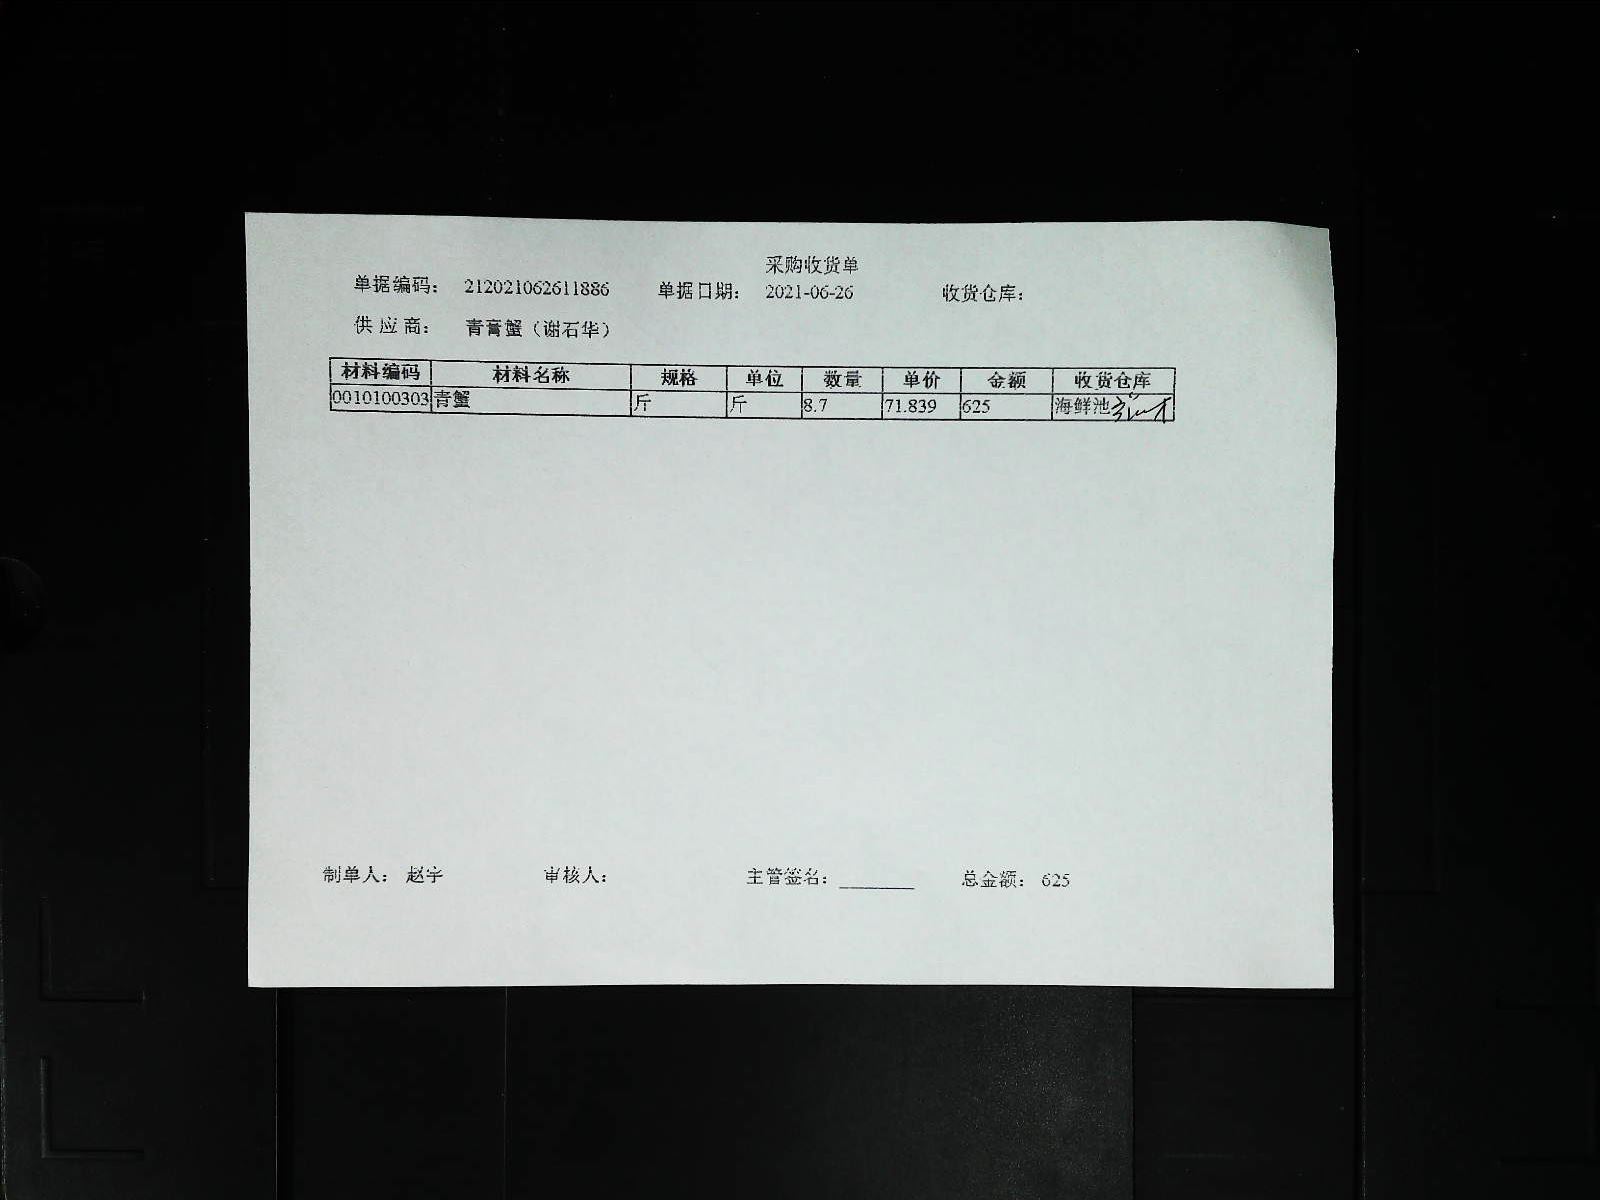 采购收货单
单据编码： 212021062611886 单据日期： 2021-06-26 收货仓库：
供 应 商： 青膏蟹（谢石华）
材料编码 材料名称 规格 单位 数量 单价 金额 收货仓库
0010100303 青蟹 斤 斤 8.7 71.839 625 海鲜池
制单人： 赵宇 审核人： 主管签名：________ 总金额： 625